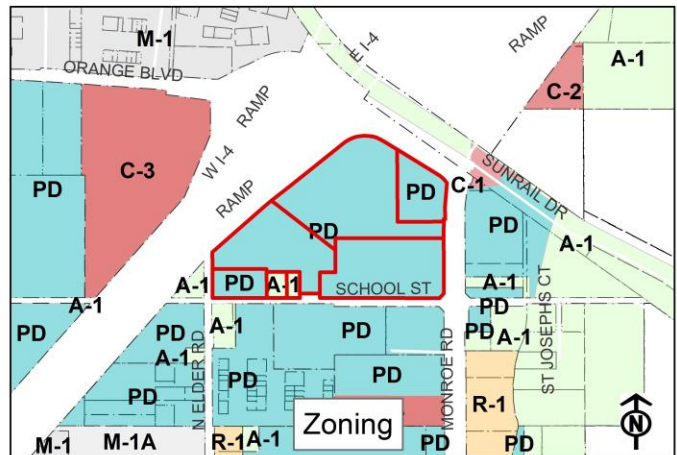 M-1
ORANGE BLVD
E I-4
RAMP
A-1
C-2
RAMP
C-3
W I-4
PD
SUNRAIL DR
RAMP
PD
C-1
PD
PD
A-1
A-1
PD
A-1
A-1
SCHOOL ST
A-1
PD
PD
A-1
PD
PD
A-1
A-1
N ELDER RD
PD
PD
MONROE RD
ST JOSEPHS CT
PD
R-1
Zoning
N
M-1
M-1A
R-1
A-1
PD
PD